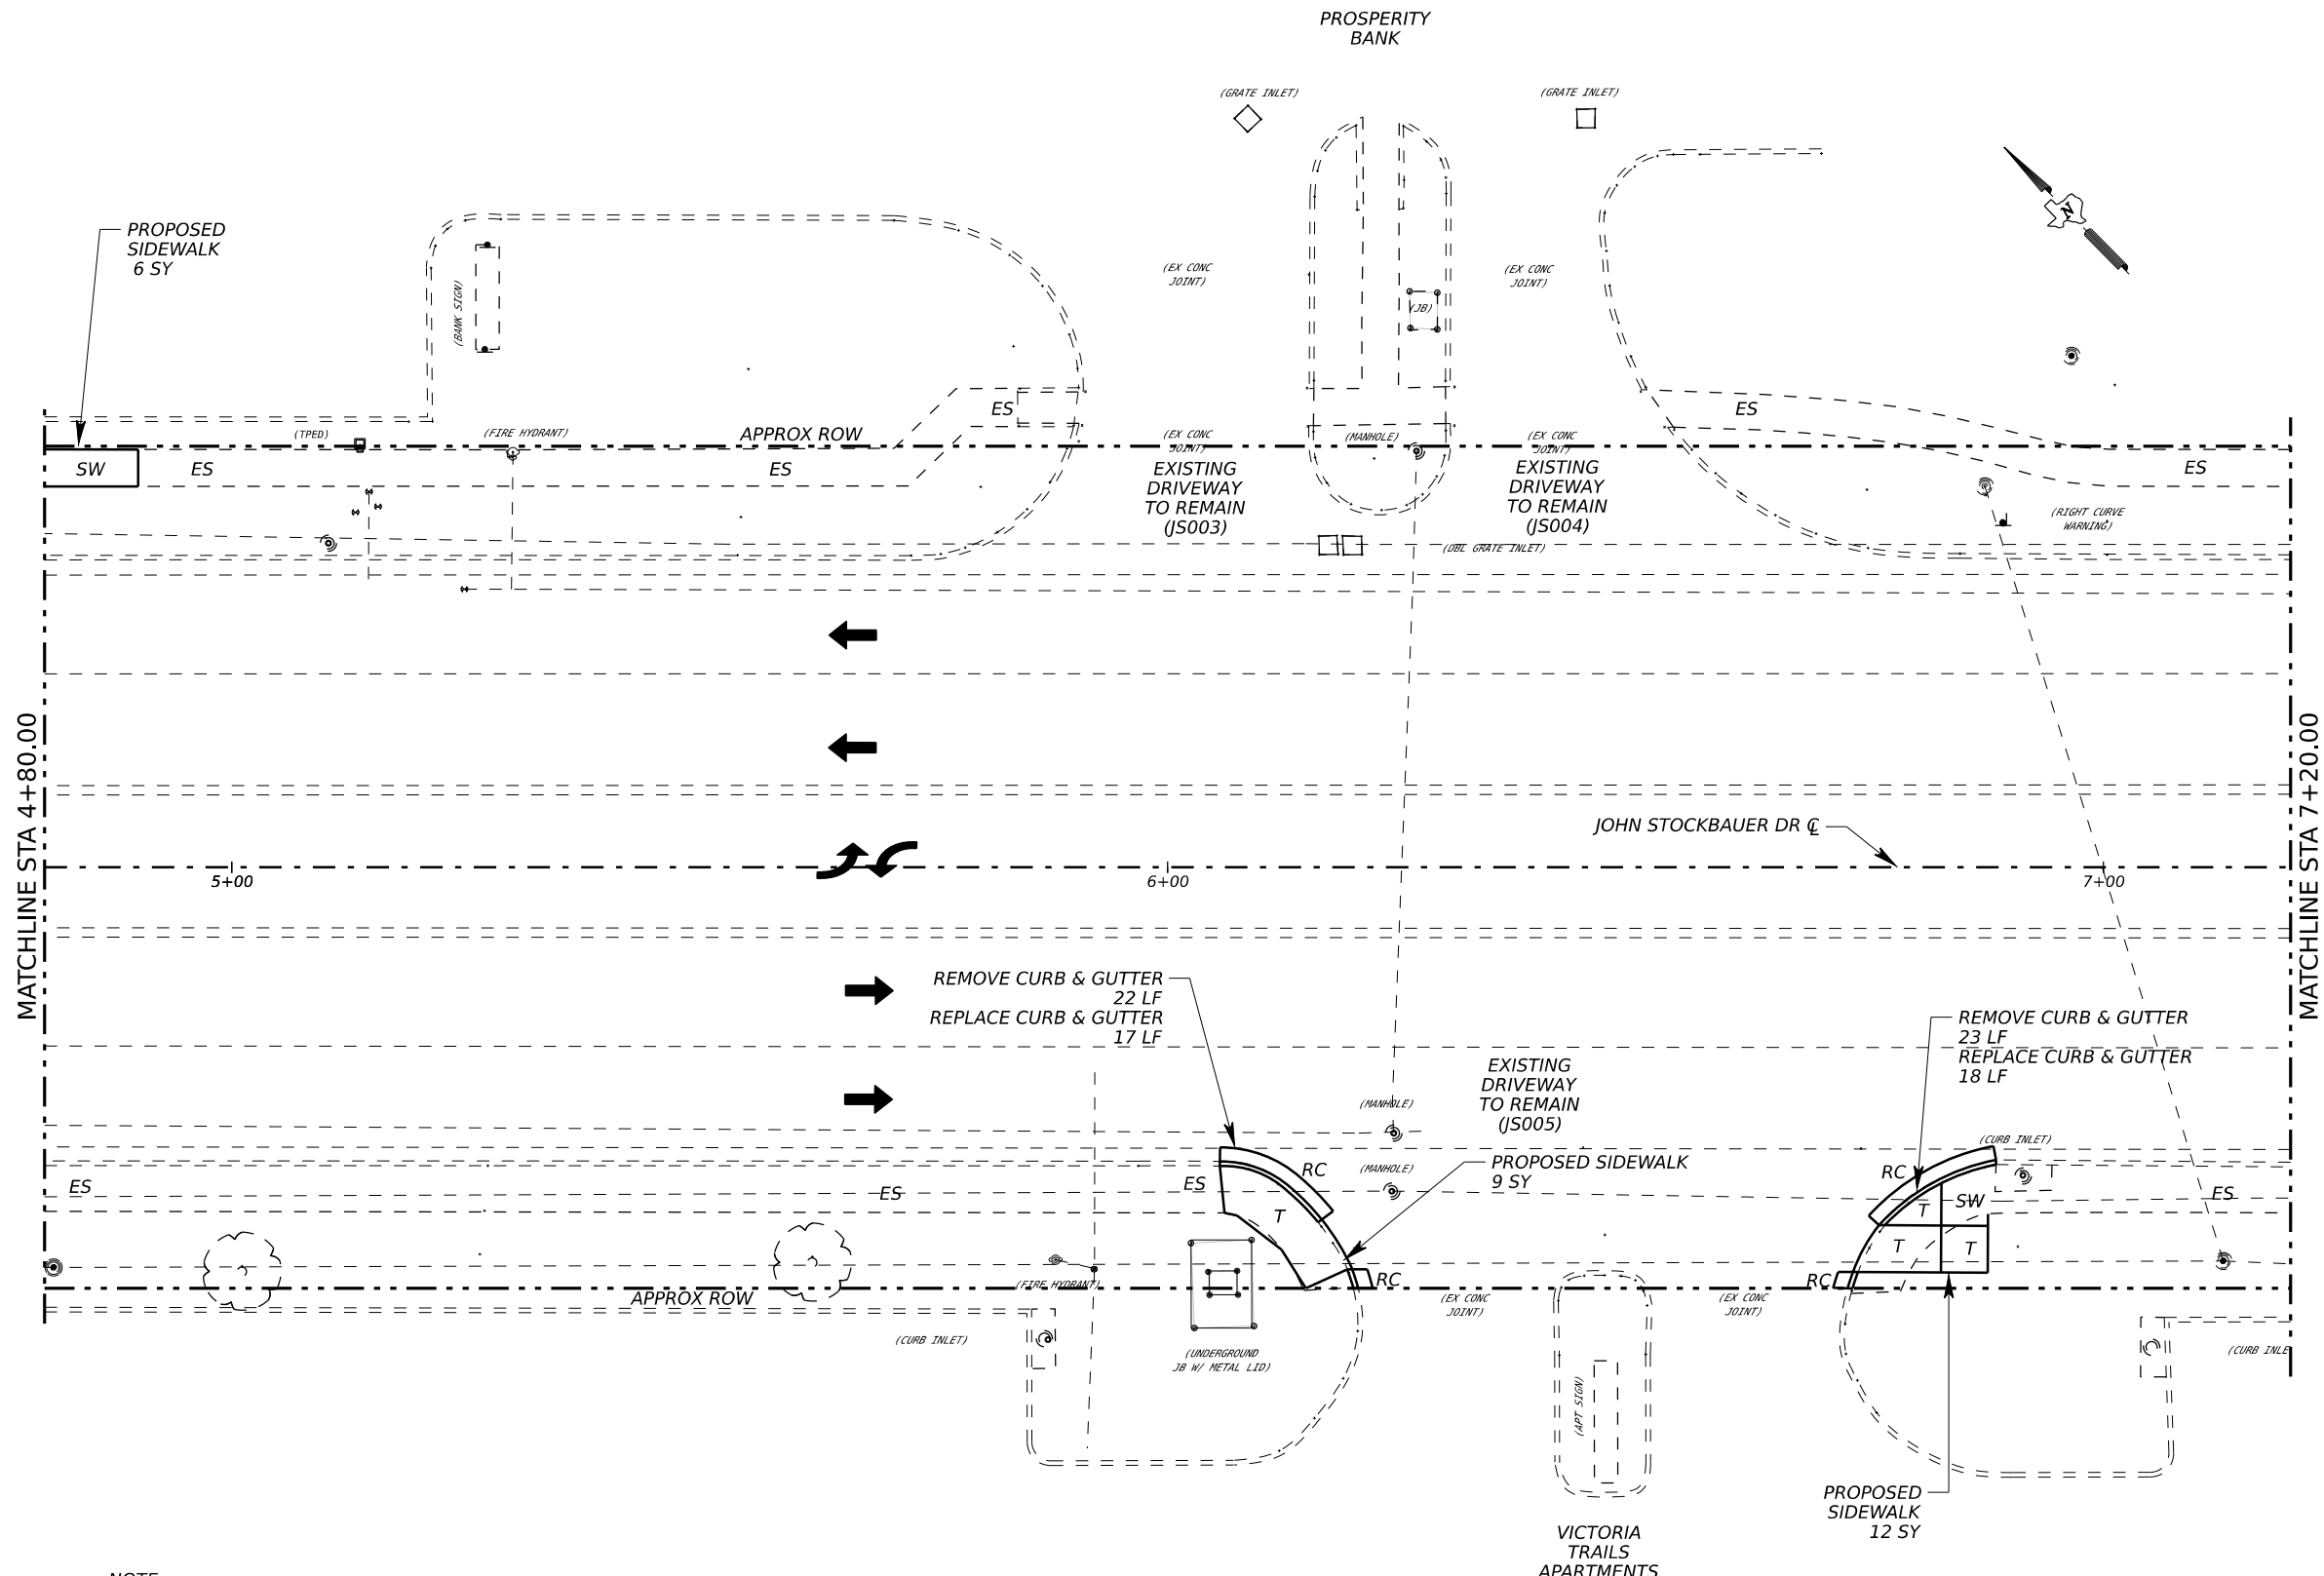 PROSPERITY
BANK
(GRATE INLET)
(GRATE INLET)
N
PROPOSED
SIDEWALK
6 SY
(BANK SIGN)
(EX CONC
JOINT)
(EX CONC
JOINT)
(JB)
ES
ES
(TPED)
(FIRE HYDRANT)
APPROX ROW
(EX CONC
JOINT)
(MANHOLE)
(EX CONC
JOINT)
SW
ES
ES
ES
EXISTING
DRIVEWAY
TO REMAIN
(JS003)
EXISTING
DRIVEWAY
TO REMAIN
(JS004)
(RIGHT CURVE
WARNING)
(DBL GRATE INLET)
MATCHLINE STA 4+80.00
MATCHLINE STA 7+20.00
JOHN STOCKBAUER DR ℄
5+00
6+00
7+00
REMOVE CURB & GUTTER
22 LF
REPLACE CURB & GUTTER
17 LF
REMOVE CURB & GUTTER
23 LF
REPLACE CURB & GUTTER
18 LF
EXISTING
DRIVEWAY
TO REMAIN
(JS005)
(MANHOLE)
(CURB INLET)
(MANHOLE)
PROPOSED SIDEWALK
9 SY
RC
RC
ES
ES
ES
T
T
SW
ES
T
T
(FIRE HYDRANT)
RC
RC
APPROX ROW
(EX CONC
JOINT)
(EX CONC
JOINT)
(CURB INLET)
(UNDERGROUND
JB W/ METAL LID)
(CURB INLE
(APT SIGN)
PROPOSED
SIDEWALK
12 SY
VICTORIA
TRAILS
APARTMENTS
NOTE